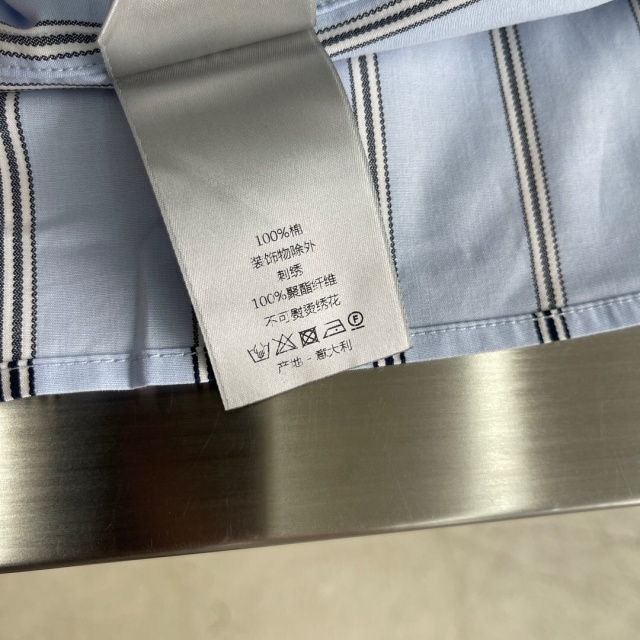 100%棉
装饰物除外
刺绣
100%聚酯纤维
不可熨烫绣花
产地：意大利